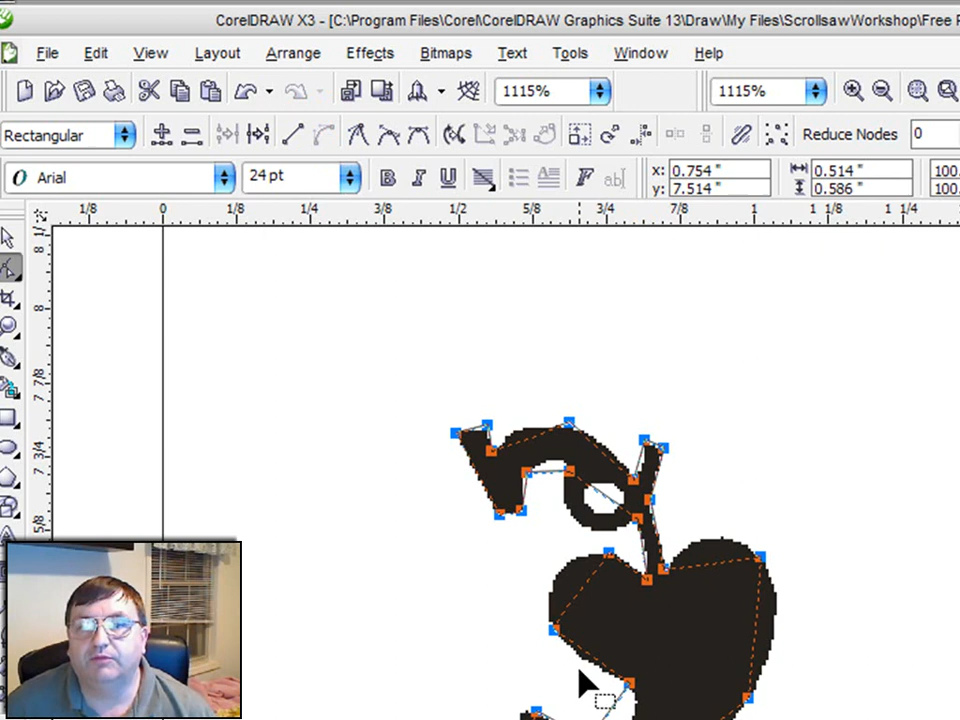 CorelDRAW X3 - [C:\Program Files\Corel\CorelDRAW Graphics Suite 13\Draw\My Files\ScrollsawWorkshop\Free P
File Edit View Layout Arrange Effects Bitmaps Text Tools Window Help
1115% 1115%
Rectangular Reduce Nodes 0
O Arial 24 pt B I U F ab x: 0.754 " 0.514 " 100.
y: 7.514 " 0.586 " 100.
1/8 0 1/8 1/4 3/8 1/2 5/8 3/4 7/8 1 1 1/8 1 1/4
8
7 7/8
7 3/4
5/8